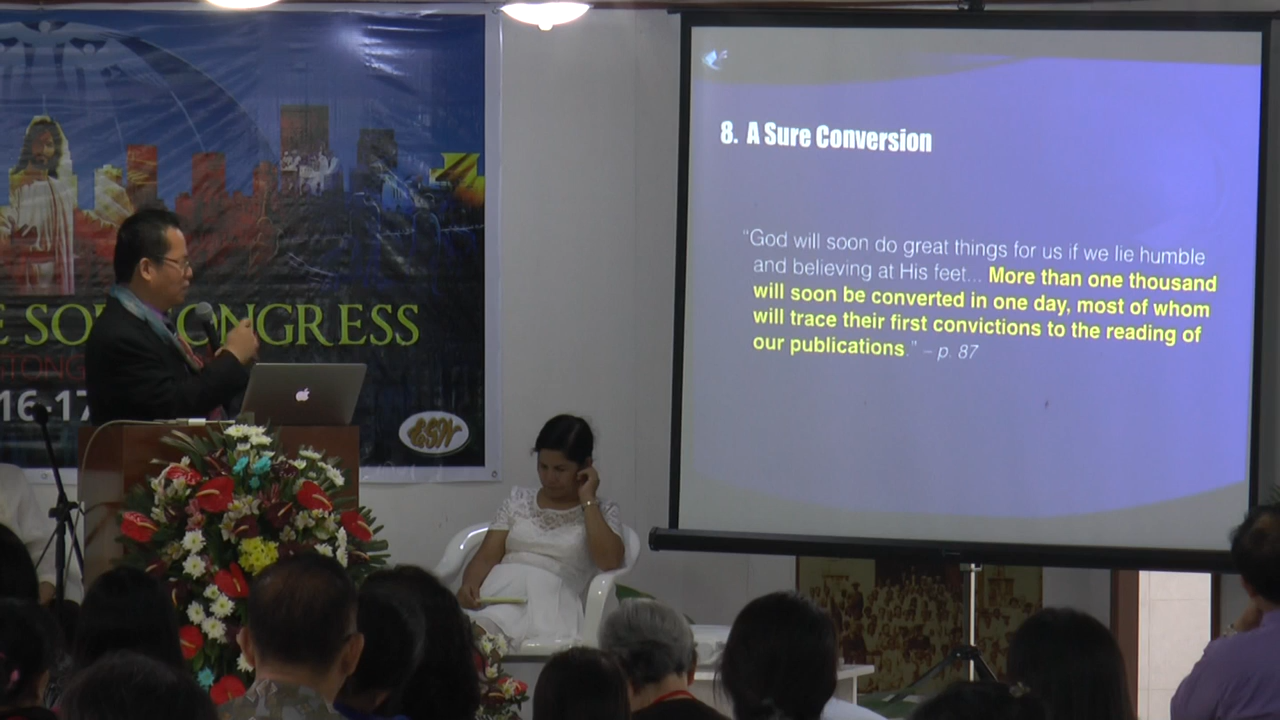 8. A Sure Conversion
“God will soon do great things for us if we lie humble
and believing at His feet... More than one thousand
will soon be converted in one day, most of whom
will trace their first convictions to the reading of
our publications.” – p. 87
CONGRESS
16-17